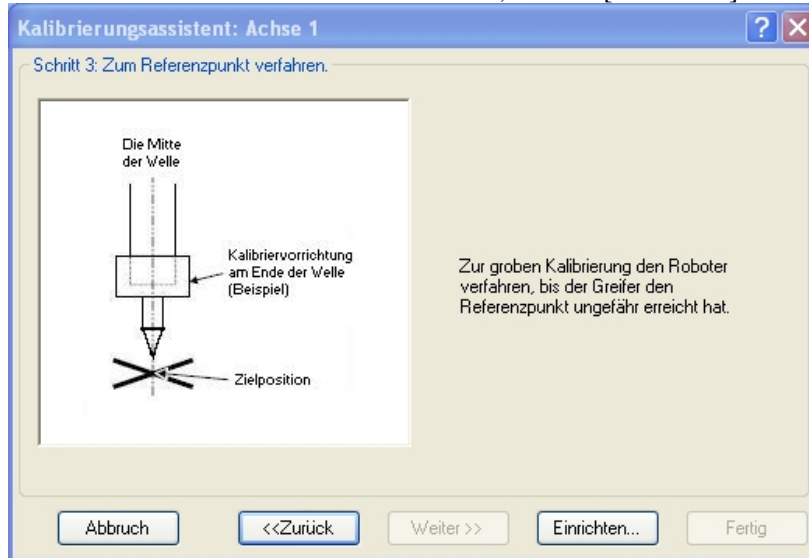 Kalibrierungsassistent: Achse 1
Schritt 3: Zum Referenzpunkt verfahren.
Die Mitte
der Welle
Kalibriervorrichtung
am Ende der Welle
(Beispiel)
Zielposition
Zur groben Kalibrierung den Roboter
verfahren, bis der Greifer den
Referenzpunkt ungefähr erreicht hat.
Abbruch
<<Zurück
Weiter >>
Einrichten...
Fertig